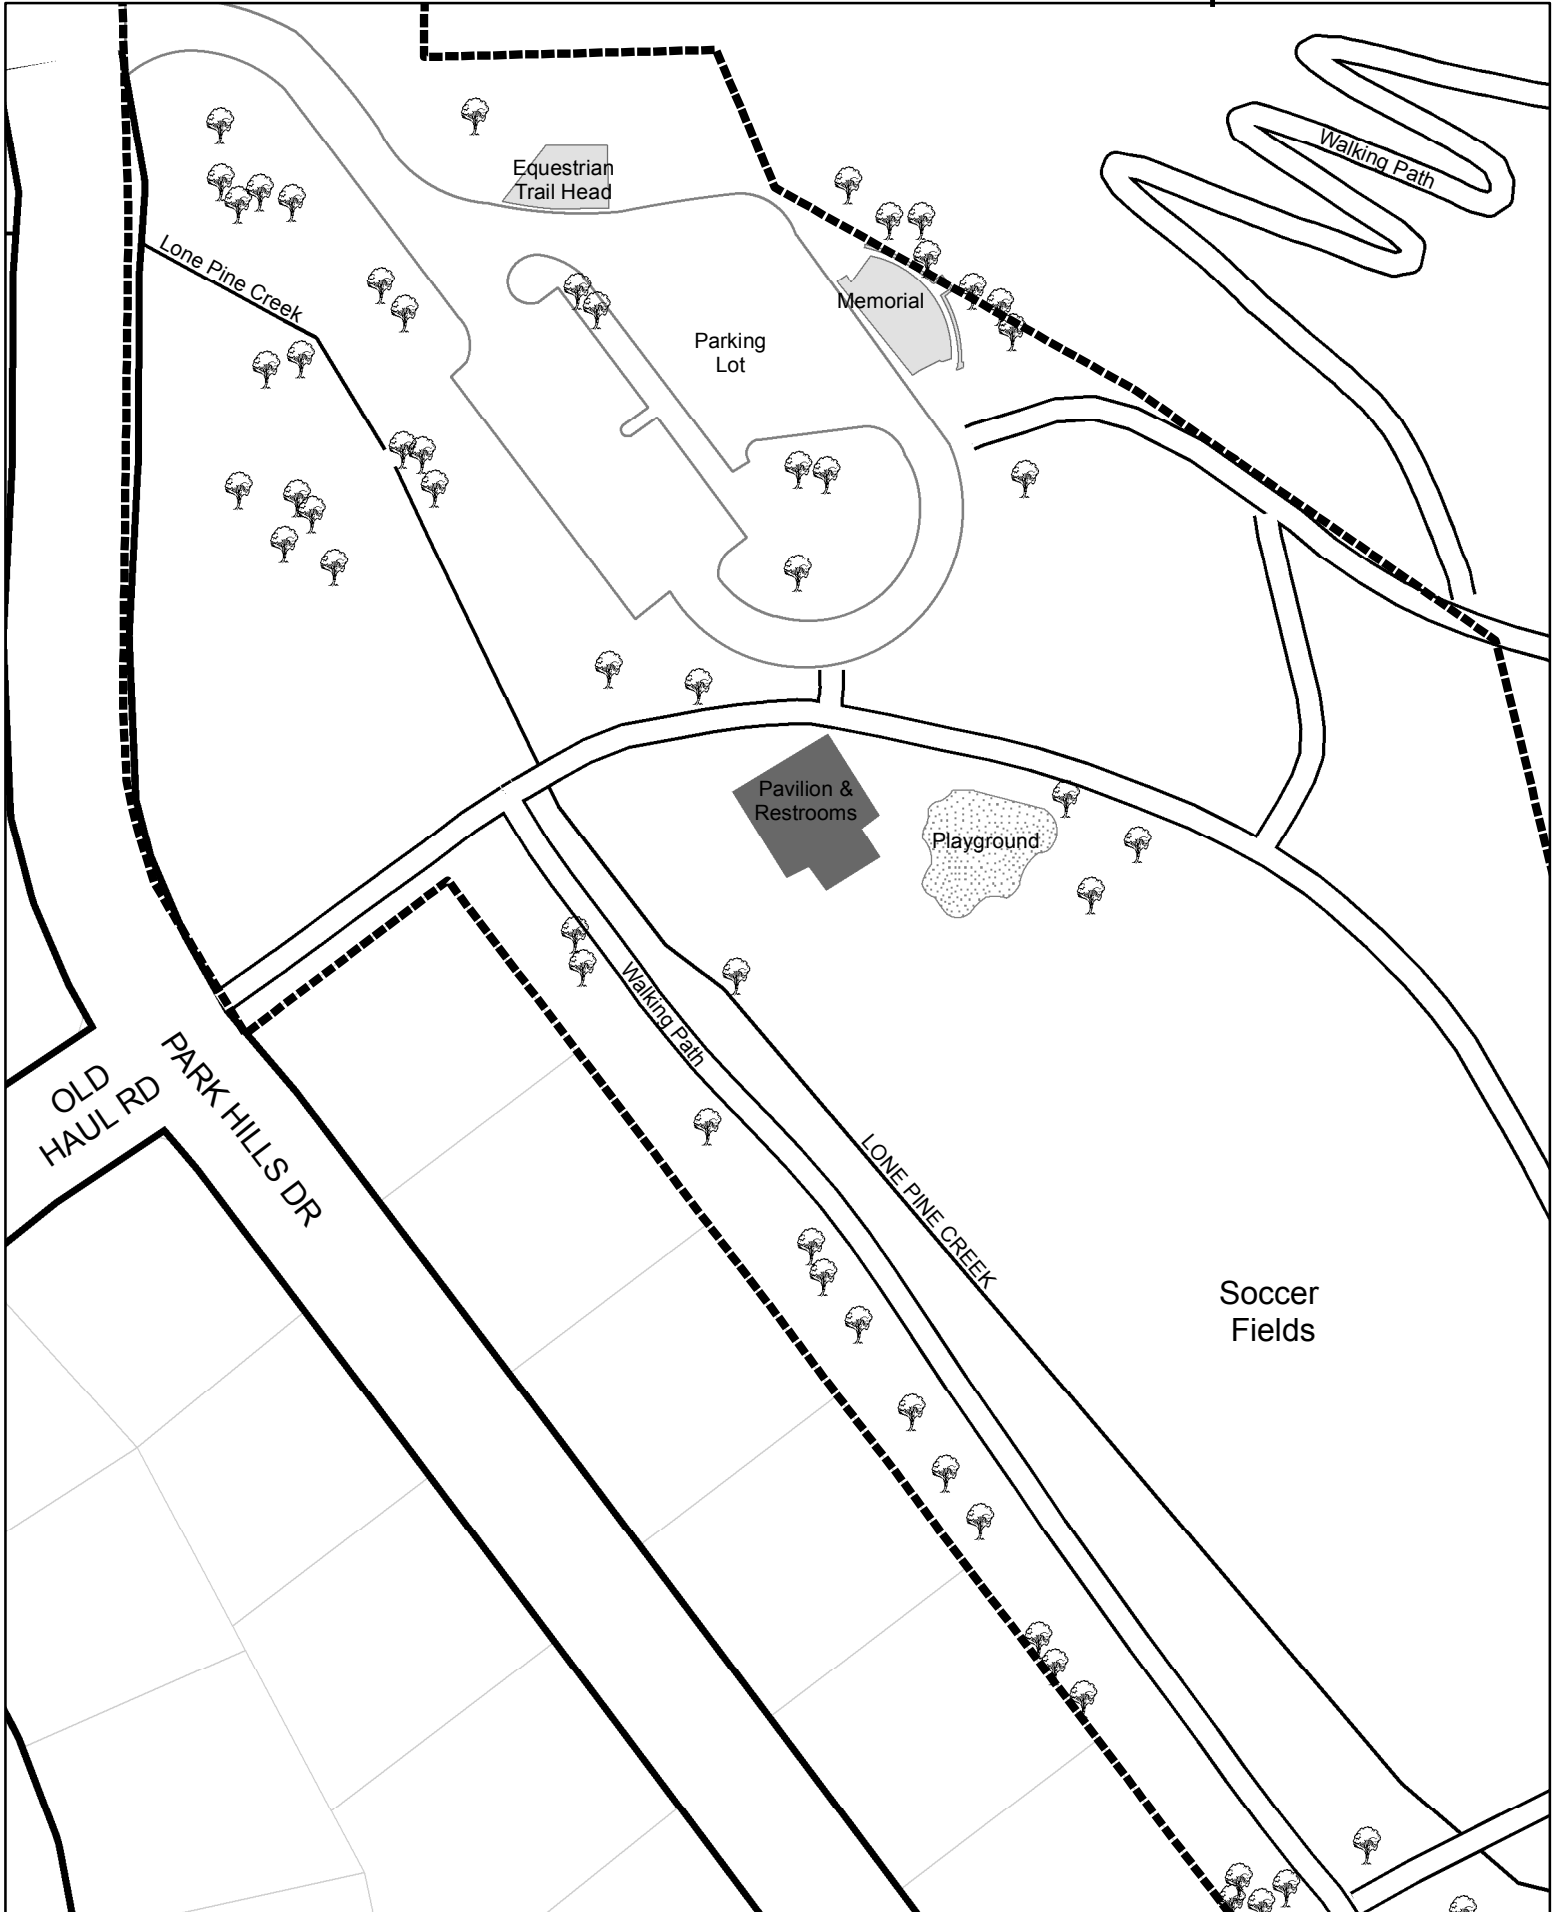 Walking Path
Equestrian
Trail Head
Lone Pine Creek
Memorial
Parking
Lot
Pavilion &
Restrooms
Playground
Walking Path
OLD
HAUL RD
PARK HILLS DR
LONE PINE CREEK
Soccer
Fields